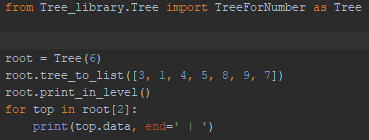 from Tree_library.Tree import TreeForNumber as Tree
root = Tree(6)
root.tree_to_list([3, 1, 4, 5, 8, 9, 7])
root.print_in_level()
for top in root[2]:
    print(top.data, end=' | ')